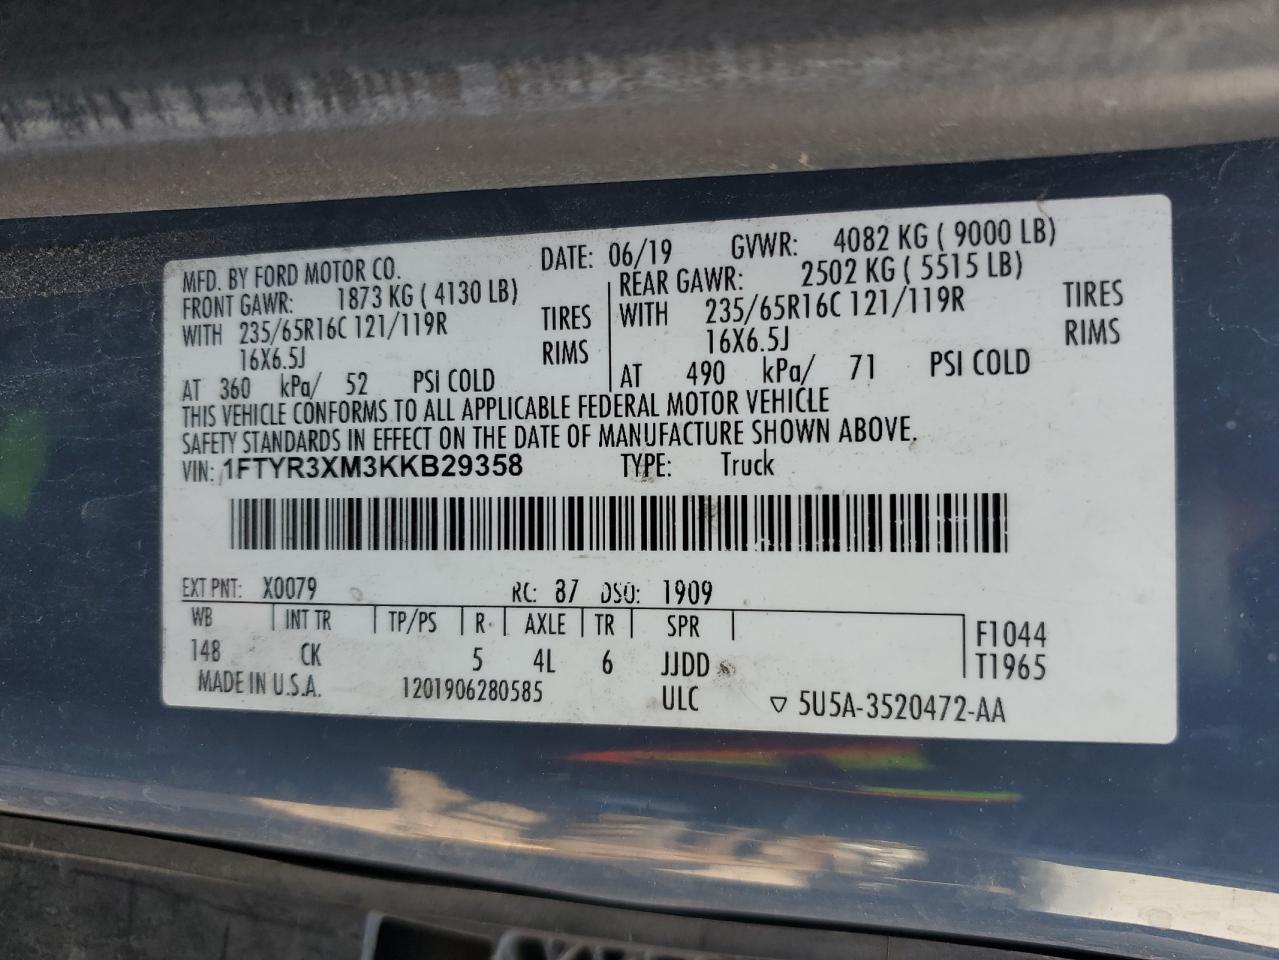 MFD. BY FORD MOTOR CO. DATE: 06/19 GVWR: 4082 KG ( 9000 LB)
FRONT GAWR: 1873 KG ( 4130 LB) REAR GAWR: 2502 KG ( 5515 LB)
WITH 235/65R16C 121/119R TIRES WITH 235/65R16C 121/119R TIRES
16X6.5J RIMS 16X6.5J RIMS
AT 360 kPa/ 52 PSI COLD AT 490 kPa/ 71 PSI COLD
THIS VEHICLE CONFORMS TO ALL APPLICABLE FEDERAL MOTOR VEHICLE
SAFETY STANDARDS IN EFFECT ON THE DATE OF MANUFACTURE SHOWN ABOVE.
VIN: 1FTYR3XM3KKB29358 TYPE: Truck
EXT PNT: X0079 RC: 87 DSO: 1909
WB INT TR TP/PS R AXLE TR SPR F1044
148 CK 5 4L 6 JJDD T1965
MADE IN U.S.A. 1201906280585 ULC ▽ 5U5A-3520472-AA